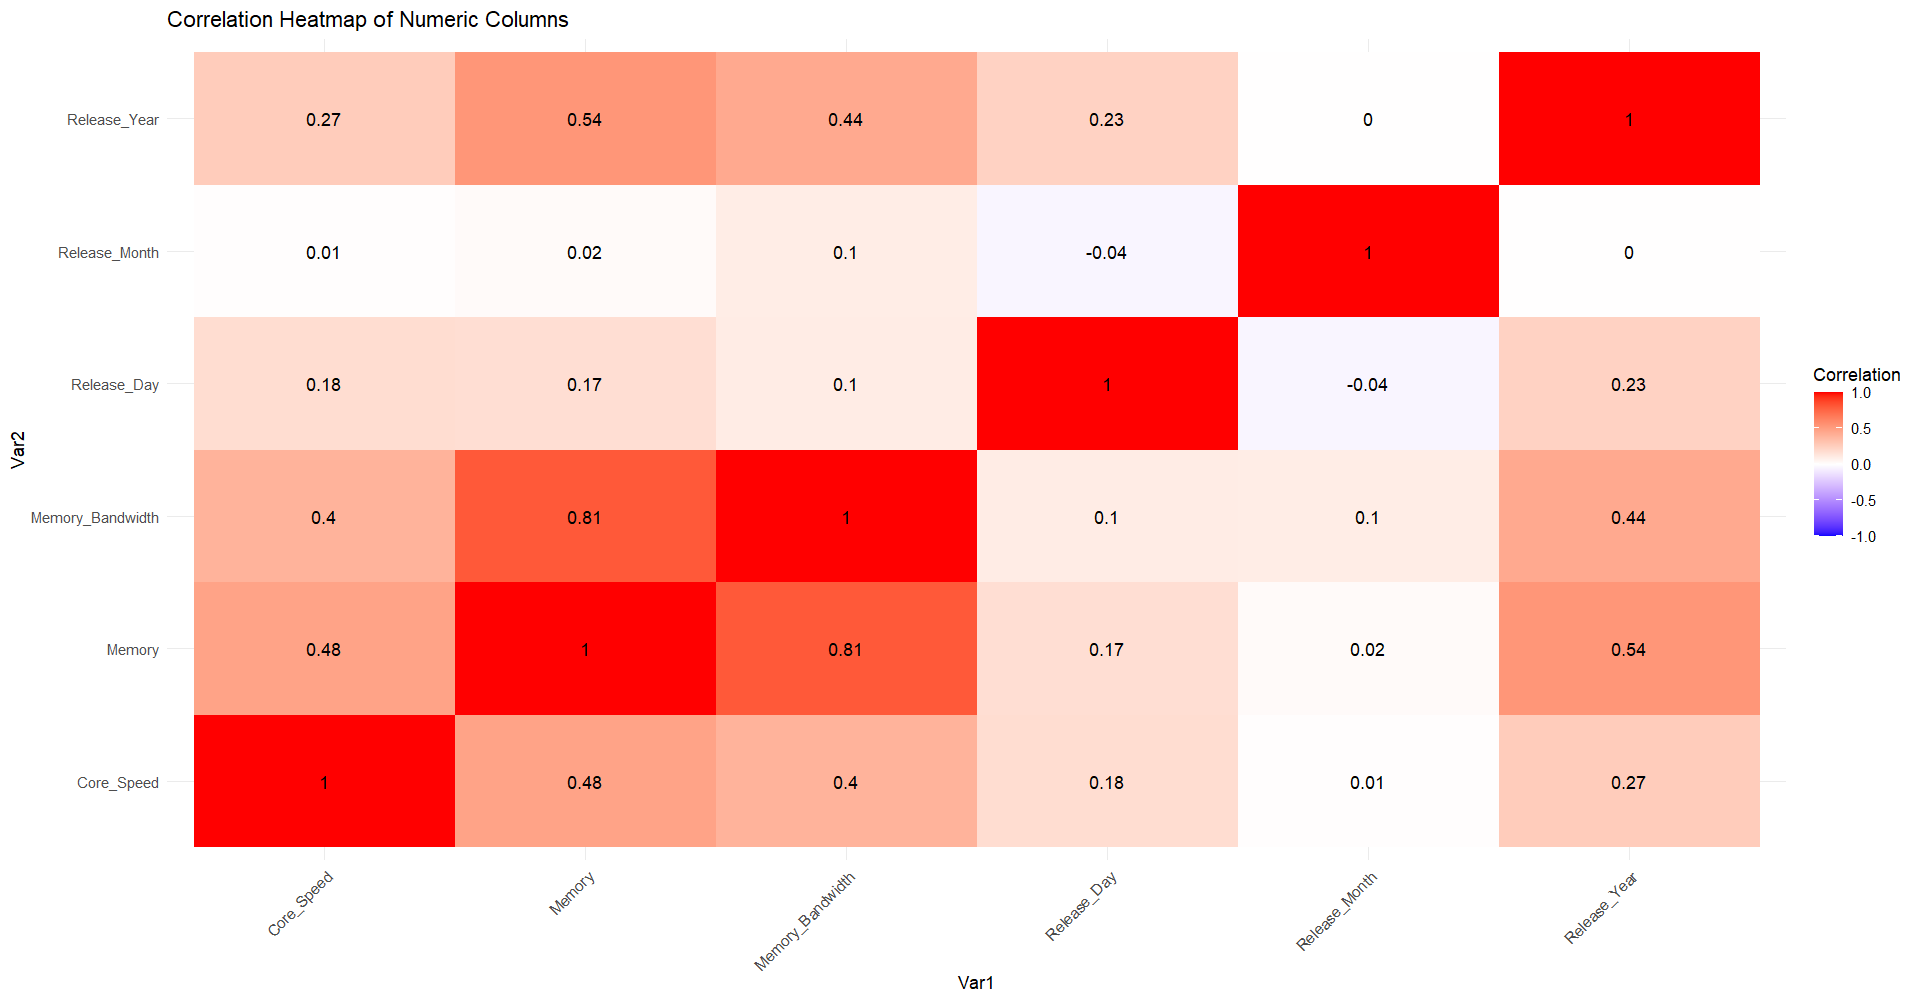 Correlation Heatmap of Numeric Columns
Release_Year 0.27 0.54 0.44 0.23 0 1
Release_Month 0.01 0.02 0.1 -0.04 1 0
Release_Day 0.18 0.17 0.1 1 -0.04 0.23
Memory_Bandwidth 0.4 0.81 1 0.1 0.1 0.44
Memory 0.48 1 0.81 0.17 0.02 0.54
Core_Speed 1 0.48 0.4 0.18 0.01 0.27
Var2
Core_Speed Memory Memory_Bandwidth Release_Day Release_Month Release_Year
Var1
Correlation
1.0
0.5
0.0
-0.5
-1.0